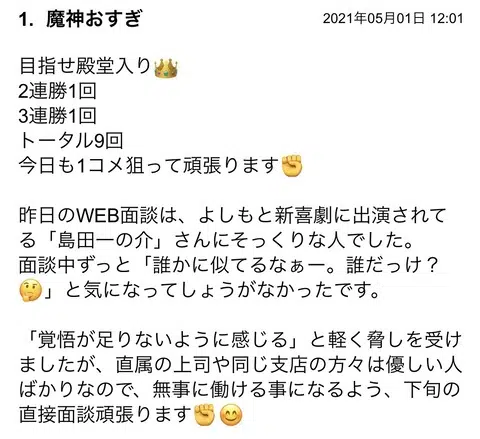 1. 魔神おすぎ 2021年05月01日 12:01
目指せ殿堂入り👑
2連勝1回
3連勝1回
トータル9回
今日も1コメ狙って頑張ります✊
昨日のWEB面談は、よしもと新喜劇に出演されて
る「島田一の介」さんにそっくりな人でした。
面談中ずっと「誰かに似てるなぁー。誰だっけ？
🤔」と気になってしょうがなかったです。
「覚悟が足りないように感じる」と軽く脅しを受け
ましたが、直属の上司や同じ支店の方々は優しい人
ばかりなので、無事に働ける事になるよう、下旬の
直接面談頑張ります✊😊